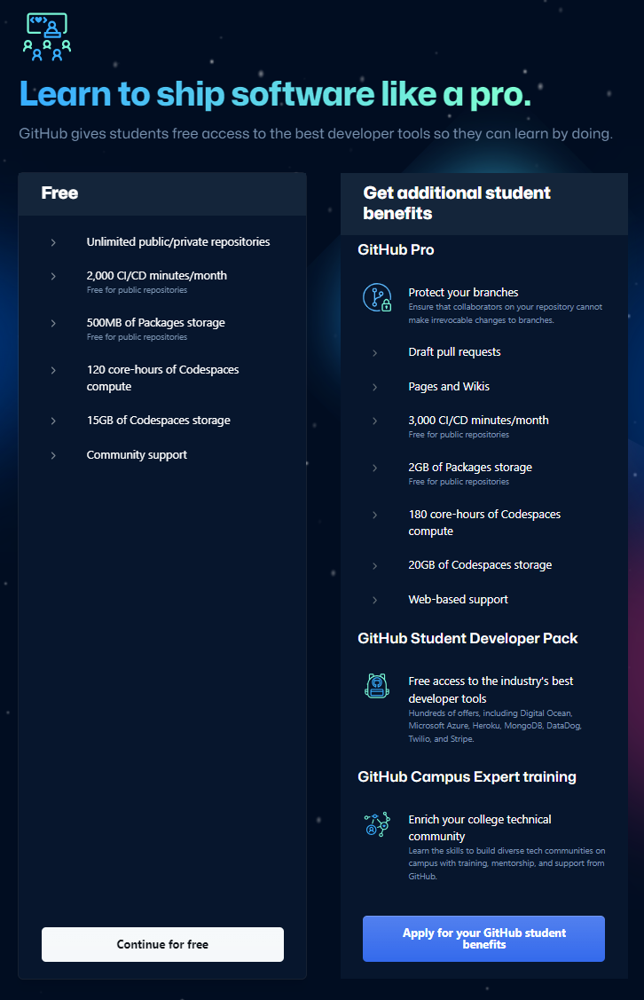 Learn to ship software like a pro.
GitHub gives students free access to the best developer tools so they can learn by doing.
Free
Unlimited public/private repositories
2,000 CI/CD minutes/month
Free for public repositories
500MB of Packages storage
Free for public repositories
120 core-hours of Codespaces
compute
15GB of Codespaces storage
Community support
Continue for free
Get additional student
benefits
GitHub Pro
Protect your branches
Ensure that collaborators on your repository cannot
make irrevocable changes to branches.
Draft pull requests
Pages and Wikis
3,000 CI/CD minutes/month
Free for public repositories
2GB of Packages storage
Free for public repositories
180 core-hours of Codespaces
compute
20GB of Codespaces storage
Web-based support
GitHub Student Developer Pack
Free access to the industry's best
developer tools
Hundreds of offers, including Digital Ocean,
Microsoft Azure, Heroku, MongoDB, DataDog,
Twilio, and Stripe.
GitHub Campus Expert training
Enrich your college technical
community
Learn the skills to build diverse tech communities on
campus with training, mentorship, and support from
GitHub.
Apply for your GitHub student
benefits